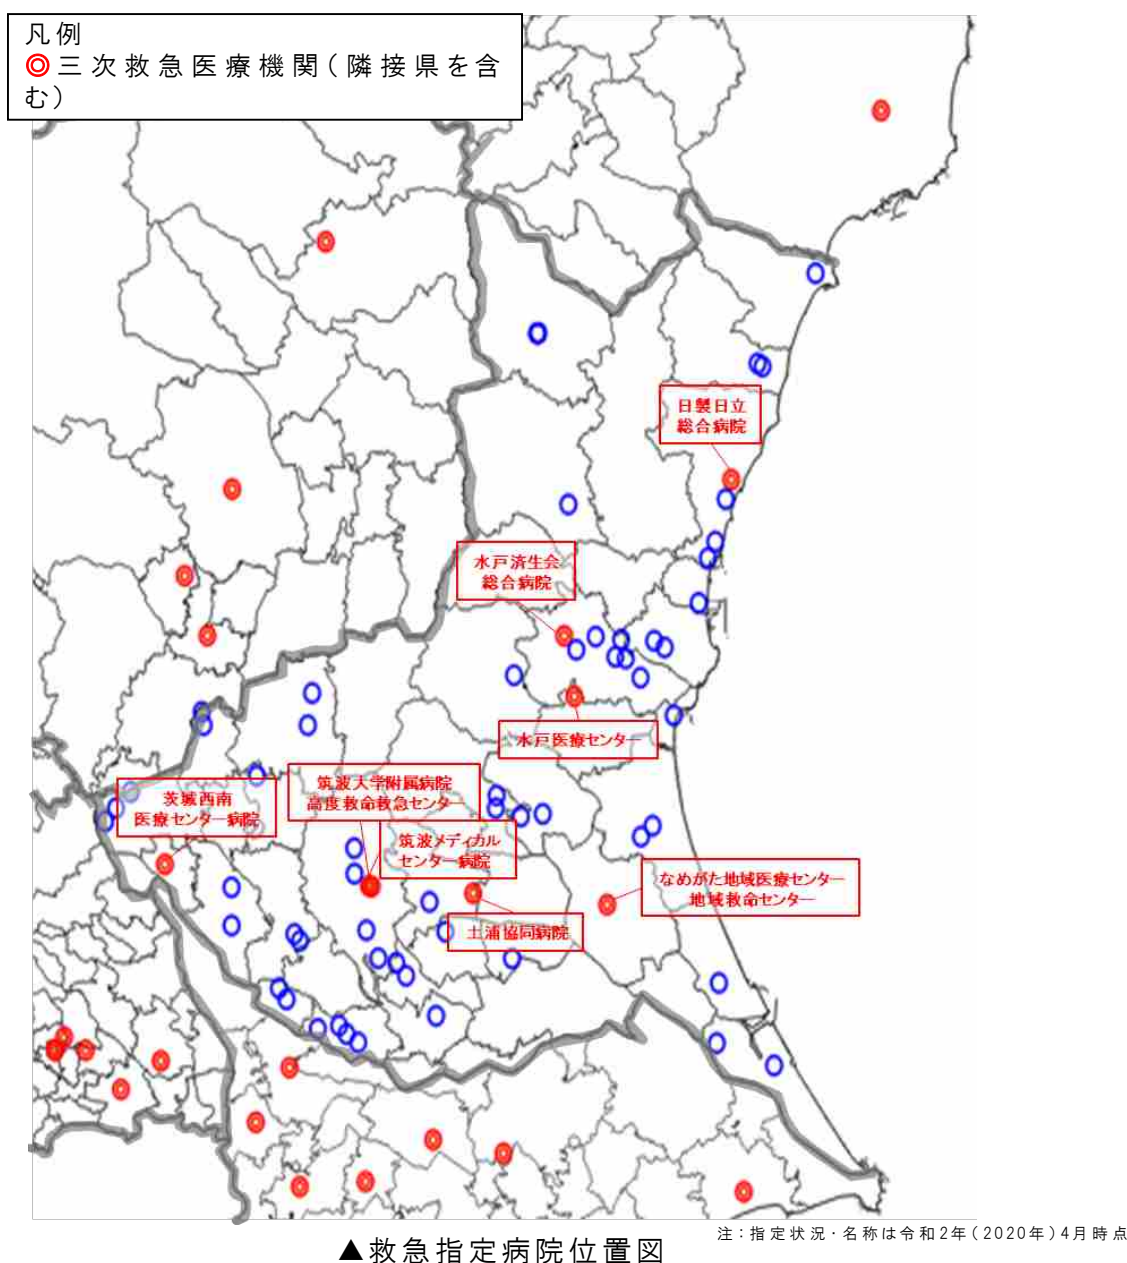 凡例
◎三次救急医療機関(隣接県を含
む)
日製日立
総合病院
水戸済生会
総合病院
水戸医療センター
筑波大学附属病院
高度救命救急センター
茨城西南
医療センター病院
筑波メディカル
センター病院
なめがた地域医療センター
地域救命センター
土浦協同病院
注:指定状況・名称は令和2年(2020年)4月時点
▲救急指定病院位置図